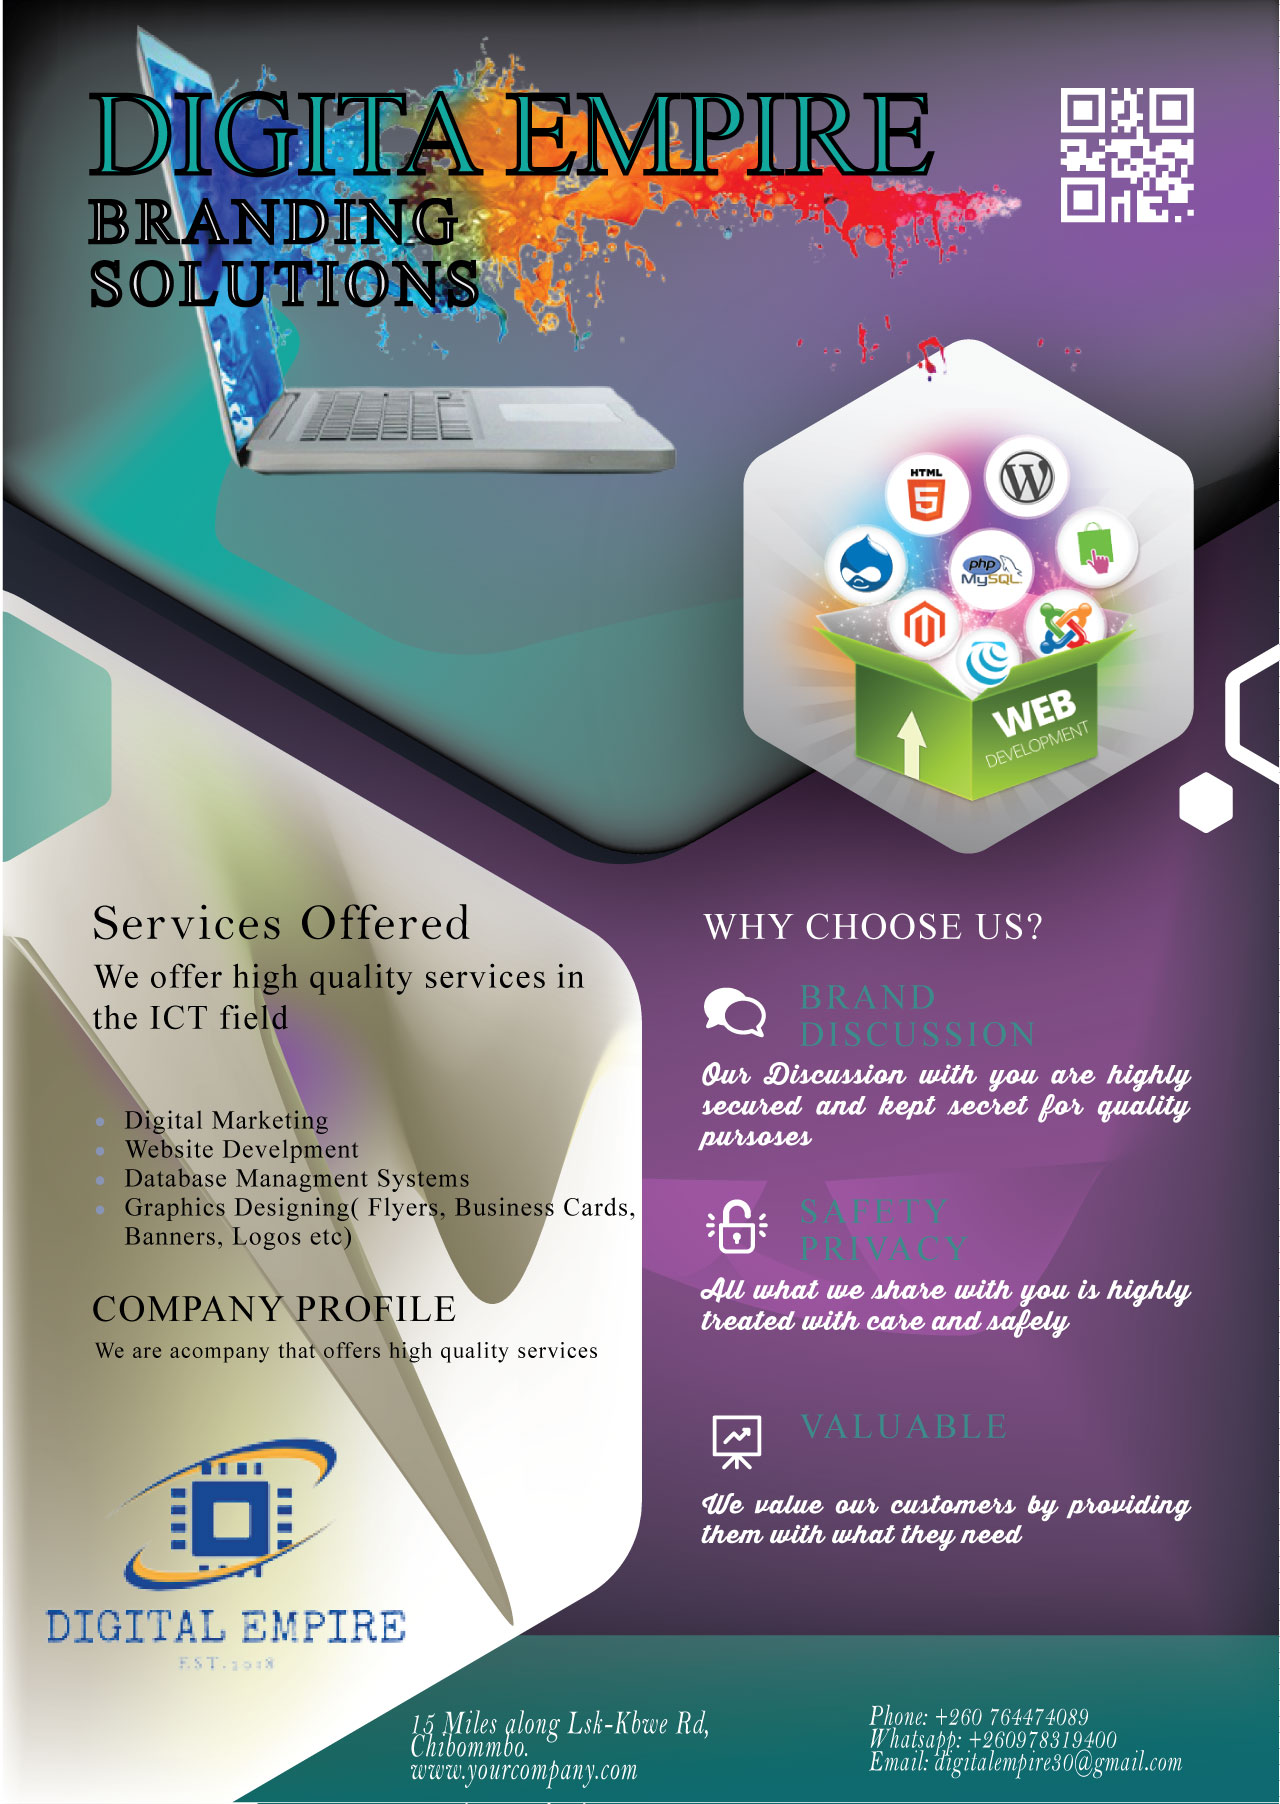 DIGITA EMPIRE
BRANDING
SOLUTIONS
HTML
5
W
php
MySQL
WEB
DEVELOPMENT
Services Offered
We offer high quality services in
the ICT field
• Digital Marketing
• Website Develpment
• Database Managment Systems
• Graphics Designing( Flyers, Business Cards,
Banners, Logos etc)
COMPANY PROFILE
We are acompany that offers high quality services
DIGITAL EMPIRE
EST.2018
WHY CHOOSE US?
BRAND
DISCUSSION
Our Discussion with you are highly
secured and kept secret for quality
pursoses
SAFETY
PRIVACY
All what we share with you is highly
treated with care and safely
VALUABLE
We value our customers by providing
them with what they need
15 Miles along Lsk-Kbwe Rd,
Chibommbo.
www.yourcompany.com
Phone: +260 764474089
Whatsapp: +260978319400
Email: digitalempire30@gmail.com